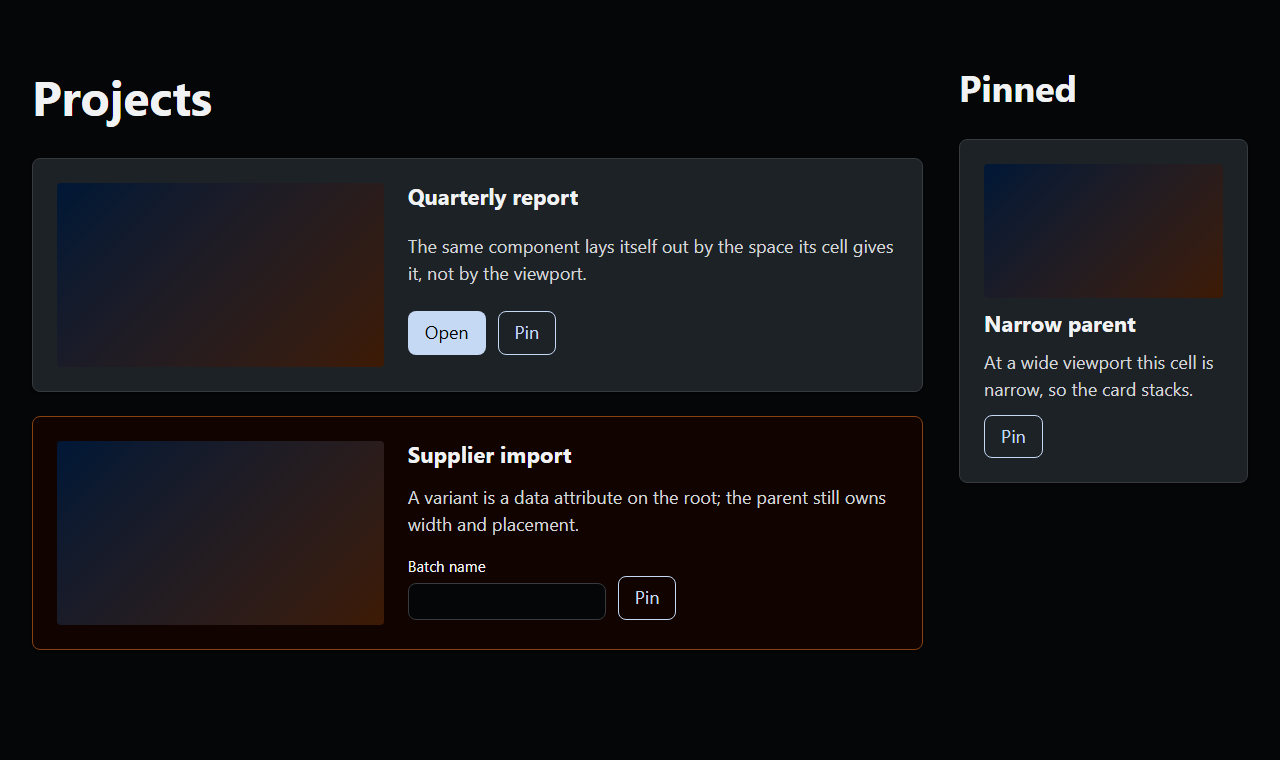 Projects
Quarterly report
The same component lays itself out by the space its cell gives
it, not by the viewport.
Open
Pin
Supplier import
A variant is a data attribute on the root; the parent still owns
width and placement.
Batch name
Pin
Pinned
Narrow parent
At a wide viewport this cell is
narrow, so the card stacks.
Pin